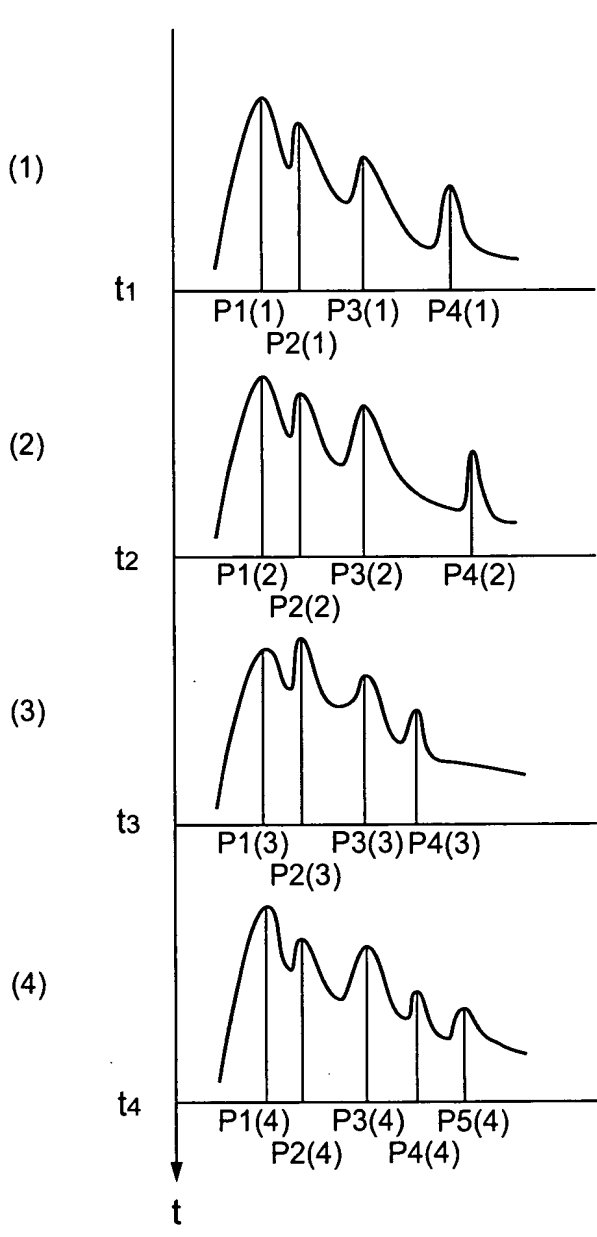 (1)
t1
P1(1) P3(1) P4(1)
P2(1)
(2)
t2
P1(2) P3(2) P4(2)
P2(2)
(3)
t3
P1(3) P3(3) P4(3)
P2(3)
(4)
t4
P1(4) P3(4) P5(4)
P2(4) P4(4)
t